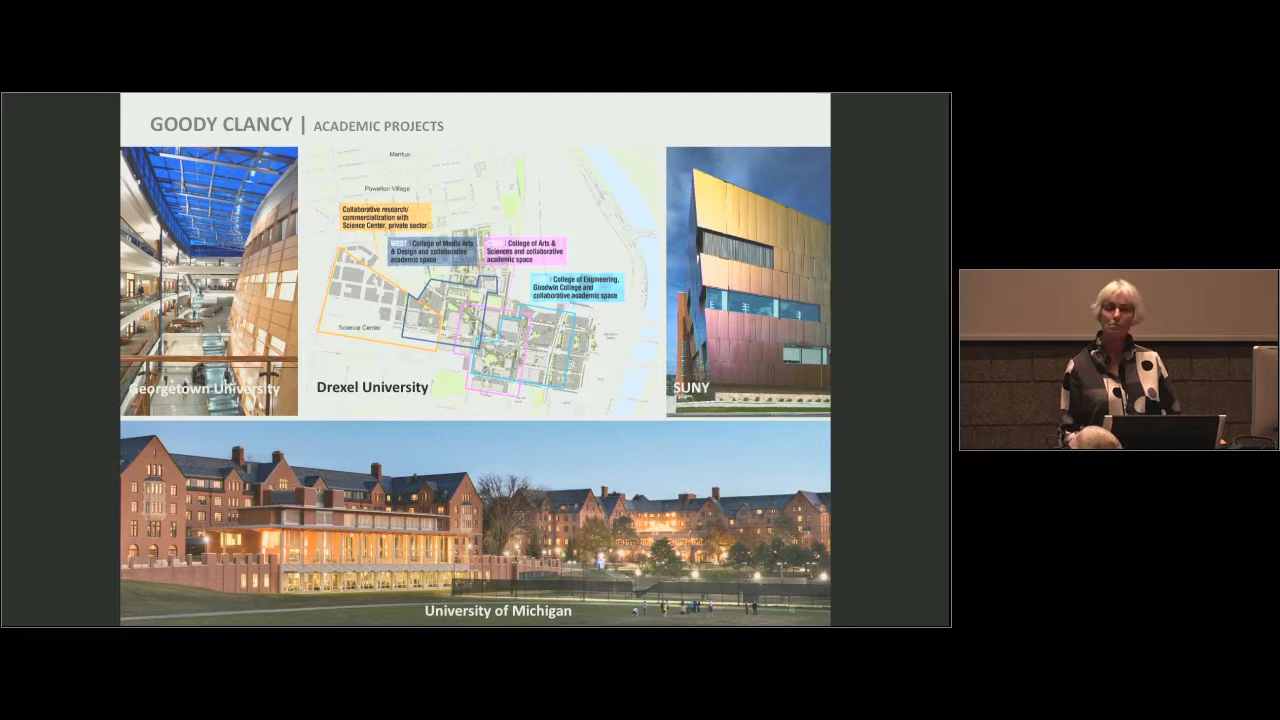 GOODY CLANCY | ACADEMIC PROJECTS
Mantua
Powelton Village
Collaborative research/
commercialization with
Science Center, private sector
WEST | College of Media Arts
& Design and collaborative
academic space
| College of Arts &
Sciences and collaborative
academic space
| College of Engineering,
Goodwin College and
collaborative academic space
Science Center
Georgetown University
Drexel University
SUNY
University of Michigan
6